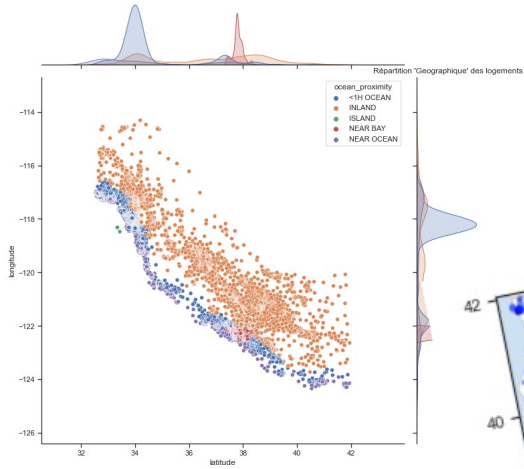 Répartition 'Geographique' des logements
ocean_proximity
<1H OCEAN
INLAND
ISLAND
NEAR BAY
NEAR OCEAN
−114
−116
−118
−120
−122
−124
−126
longitude
32
34
36
38
40
42
latitude
42
40